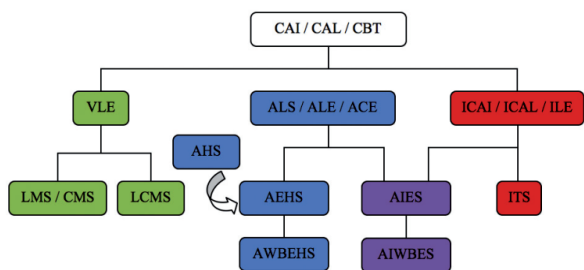 CAI / CAL / CBT
VLE
ALS / ALE / ACE
ICAI / ICAL / ILE
AHS
LMS / CMS
LCMS
AEHS
AIES
ITS
AWBEHS
AIWBES